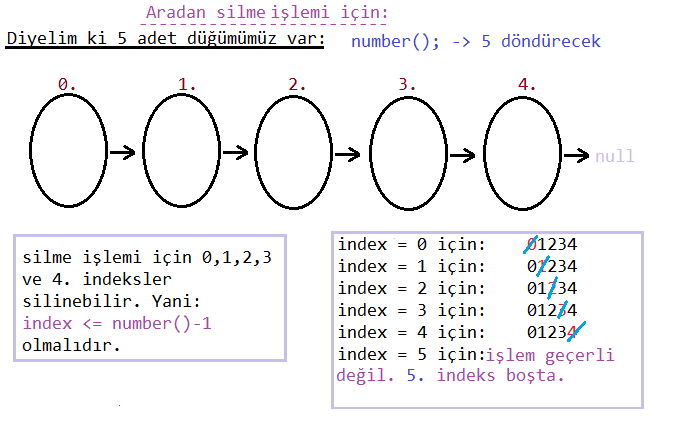 Aradan silme işlemi için:
Diyelim ki 5 adet düğümümüz var: number(); -> 5 döndürecek
0. 1. 2. 3. 4.
null
silme işlemi için 0,1,2,3
ve 4. indeksler
silinebilir. Yani:
index <= number()-1
olmalıdır.
index = 0 için: 01234
index = 1 için: 01234
index = 2 için: 01234
index = 3 için: 01234
index = 4 için: 01234
index = 5 için:işlem geçerli
değil. 5. indeks boşta.